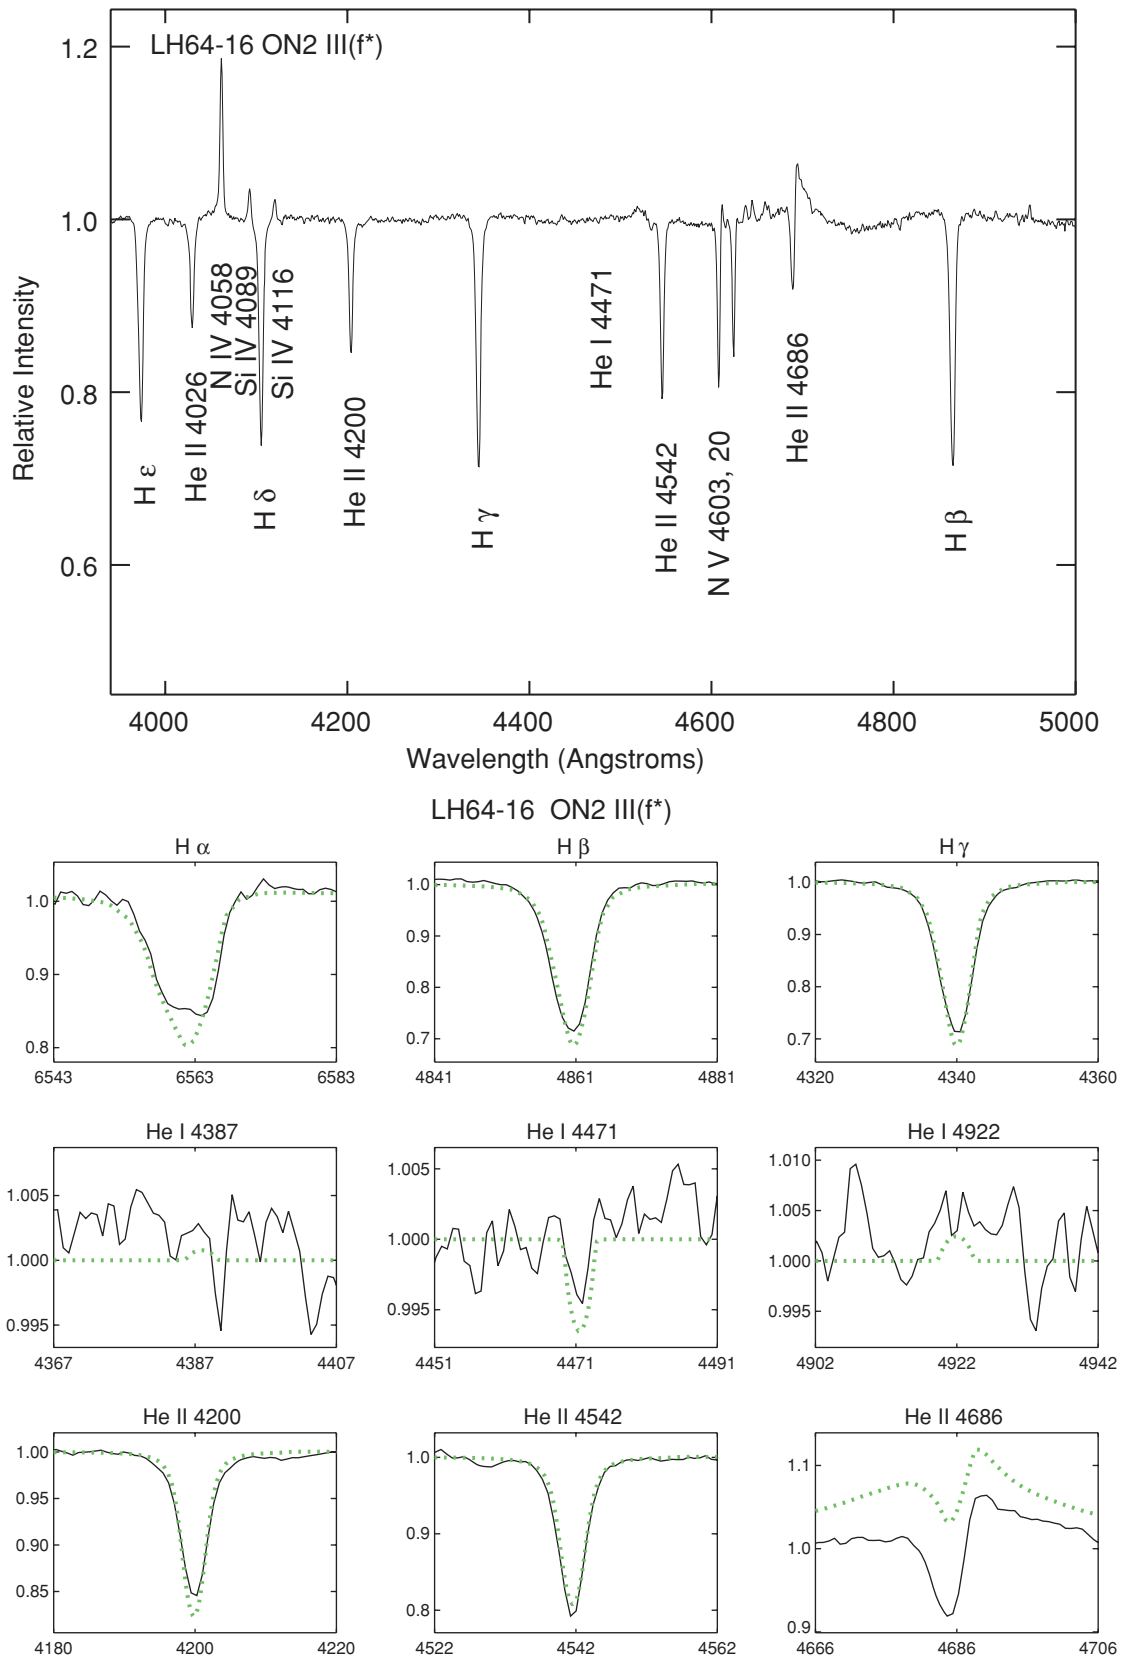 LH64-16 ON2 III(f*)
1.2
1.0
0.8
0.6
Relative Intensity
H ε
He II 4026
N IV 4058
Si IV 4089
H δ
Si IV 4116
He II 4200
H γ
He I 4471
He II 4542
N V 4603, 20
He II 4686
H β
4000 4200 4400 4600 4800 5000
Wavelength (Angstroms)
LH64-16 ON2 III(f*)
H α
1.0
0.9
0.8
6543 6563 6583
H β
1.0
0.9
0.8
0.7
4841 4861 4881
H γ
1.0
0.9
0.8
0.7
4320 4340 4360
He I 4387
1.005
1.000
0.995
4367 4387 4407
He I 4471
1.005
1.000
0.995
4451 4471 4491
He I 4922
1.010
1.005
1.000
0.995
4902 4922 4942
He II 4200
1.00
0.95
0.90
0.85
4180 4200 4220
He II 4542
1.0
0.9
0.8
4522 4542 4562
He II 4686
1.1
1.0
0.9
4666 4686 4706